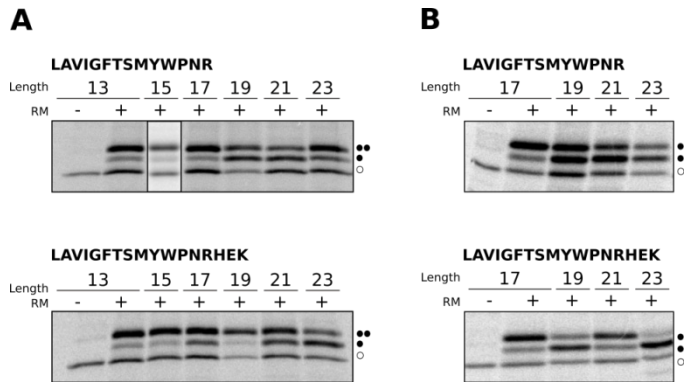 A
B
LAVIGFTSMYWPNR
Length 13 15 17 19 21 23
RM - + + + + + +
LAVIGFTSMYWPNR
17 19 21 23
RM - + + + +
LAVIGFTSMYWPNRHEK
Length 13 15 17 19 21 23
RM - + + + + + +
LAVIGFTSMYWPNRHEK
Length 17 19 21 23
RM - + + + +